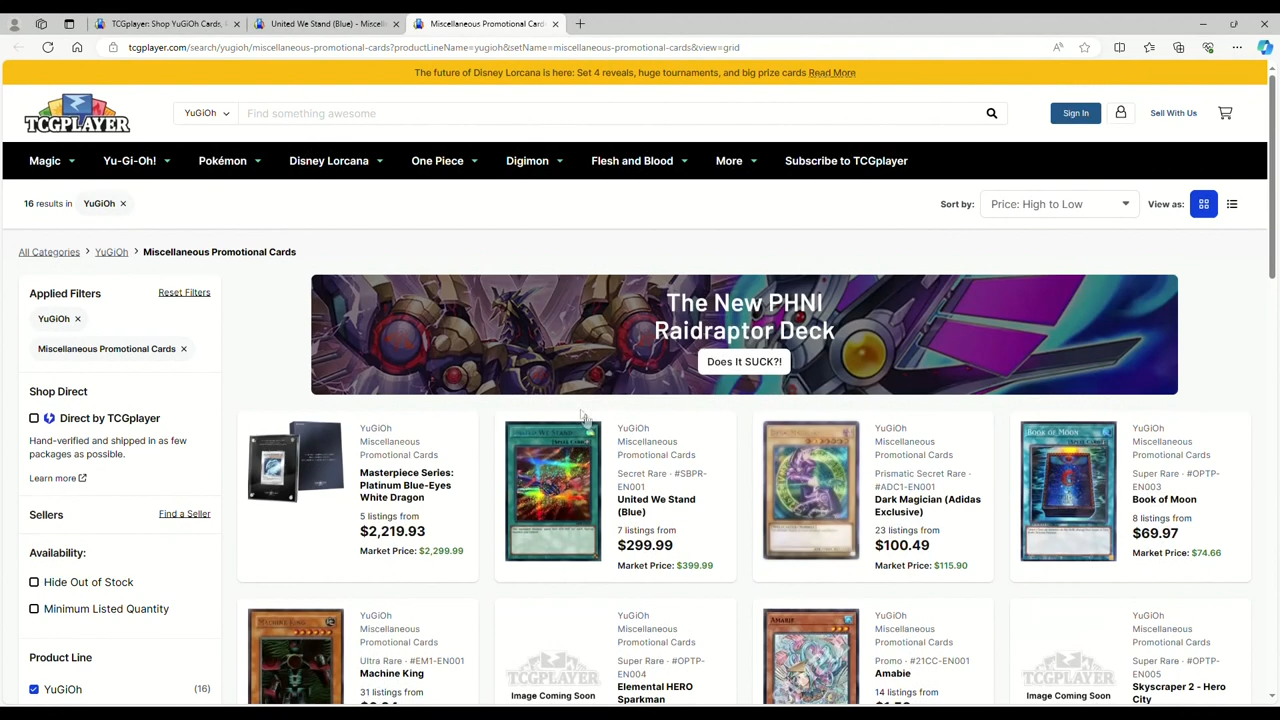 TCGplayer: Shop YuGiOh Cards,
United We Stand (Blue) - Miscell
Miscellaneous Promotional Card
tcgplayer.com/search/yugioh/miscellaneous-promotional-cards?productLineName=yugioh&setName=miscellaneous-promotional-cards&view=grid
The future of Disney Lorcana is here: Set 4 reveals, huge tournaments, and big prize cards Read More
TCGPLAYER
YuGiOh
Find something awesome
Sign In
Sell With Us
Magic
Yu-Gi-Oh!
Pokémon
Disney Lorcana
One Piece
Digimon
Flesh and Blood
More
Subscribe to TCGplayer
16 results in YuGiOh
Sort by: Price: High to Low
View as:
All Categories > YuGiOh > Miscellaneous Promotional Cards
Applied Filters
Reset Filters
YuGiOh
Miscellaneous Promotional Cards
Shop Direct
Direct by TCGplayer
Hand-verified and shipped in as few
packages as possible.
Learn more
Sellers
Find a Seller
Availability:
Hide Out of Stock
Minimum Listed Quantity
Product Line
YuGiOh (16)
The New PHNI
Raidraptor Deck
Does It SUCK?!
YuGiOh
Miscellaneous
Promotional Cards
Masterpiece Series:
Platinum Blue-Eyes
White Dragon
5 listings from
$2,219.93
Market Price: $2,299.99
UNITED WE STAND
YuGiOh
Miscellaneous
Promotional Cards
Secret Rare · #SBPR-
EN001
United We Stand
(Blue)
7 listings from
$299.99
Market Price: $399.99
YuGiOh
Miscellaneous
Promotional Cards
Prismatic Secret Rare ·
#ADC1-EN001
Dark Magician (Adidas
Exclusive)
23 listings from
$100.49
Market Price: $115.90
BOOK OF MOON
YuGiOh
Miscellaneous
Promotional Cards
Super Rare · #OPTP-
EN003
Book of Moon
8 listings from
$69.97
Market Price: $74.66
MACHINE KING
YuGiOh
Miscellaneous
Promotional Cards
Ultra Rare · #EM1-EN001
Machine King
31 listings from
TCGPLAYER
Image Coming Soon
YuGiOh
Miscellaneous
Promotional Cards
Super Rare · #OPTP-
EN004
Elemental HERO
Sparkman
AMABIE
YuGiOh
Miscellaneous
Promotional Cards
Promo · #21CC-EN001
Amabie
14 listings from
TCGPLAYER
Image Coming Soon
YuGiOh
Miscellaneous
Promotional Cards
Super Rare · #OPTP-
EN005
Skyscraper 2 - Hero
City